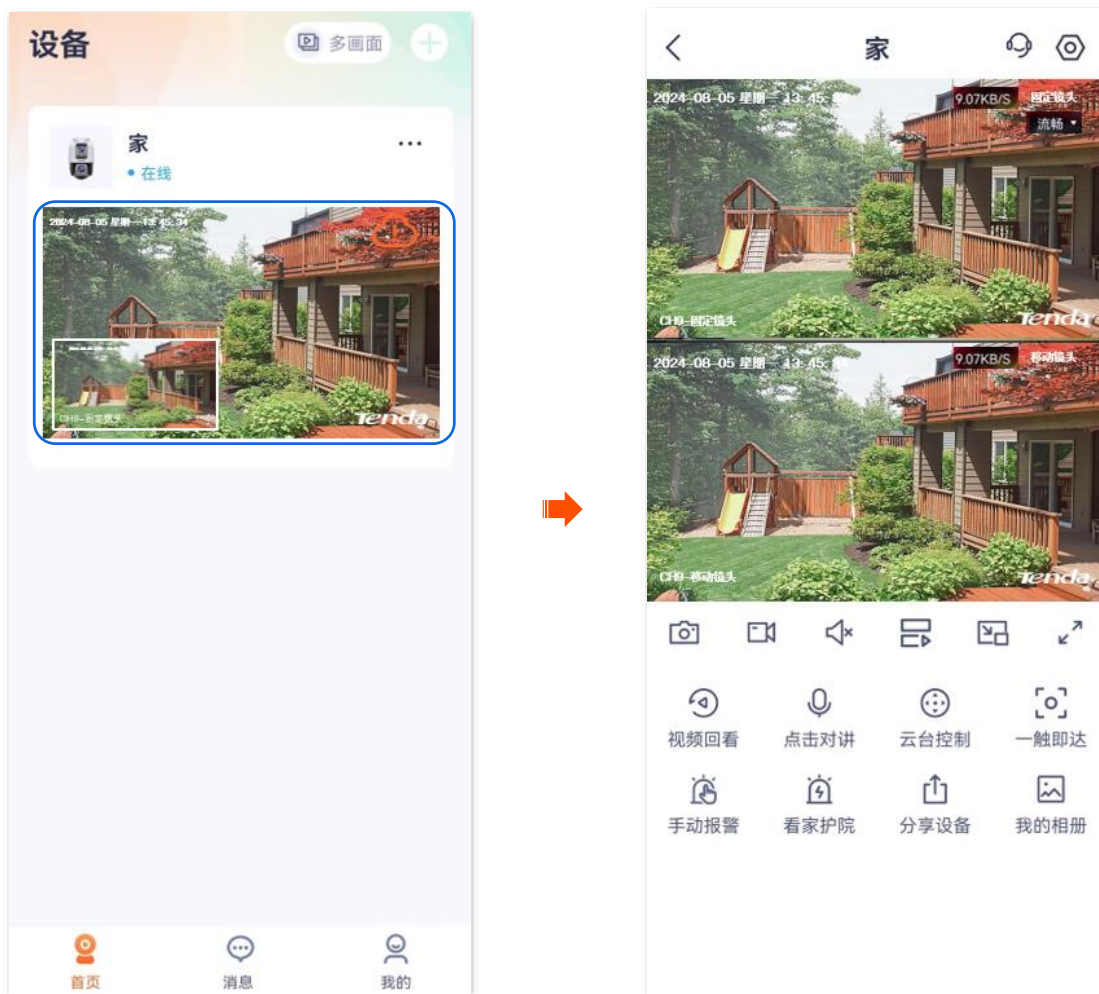 设备
多画面
家
在线
2024-08-05 星期一 13:45:34
CH9-固定镜头
Tenda
首页
消息
我的
家
2024-08-05 星期一 13:45:
9.07KB/S
固定镜头
流畅
CH9-固定镜头
Tenda
2024-08-05 星期一 13:45:
9.07KB/S
移动镜头
CH9-移动镜头
Tenda
视频回看
点击对讲
云台控制
一触即达
手动报警
看家护院
分享设备
我的相册